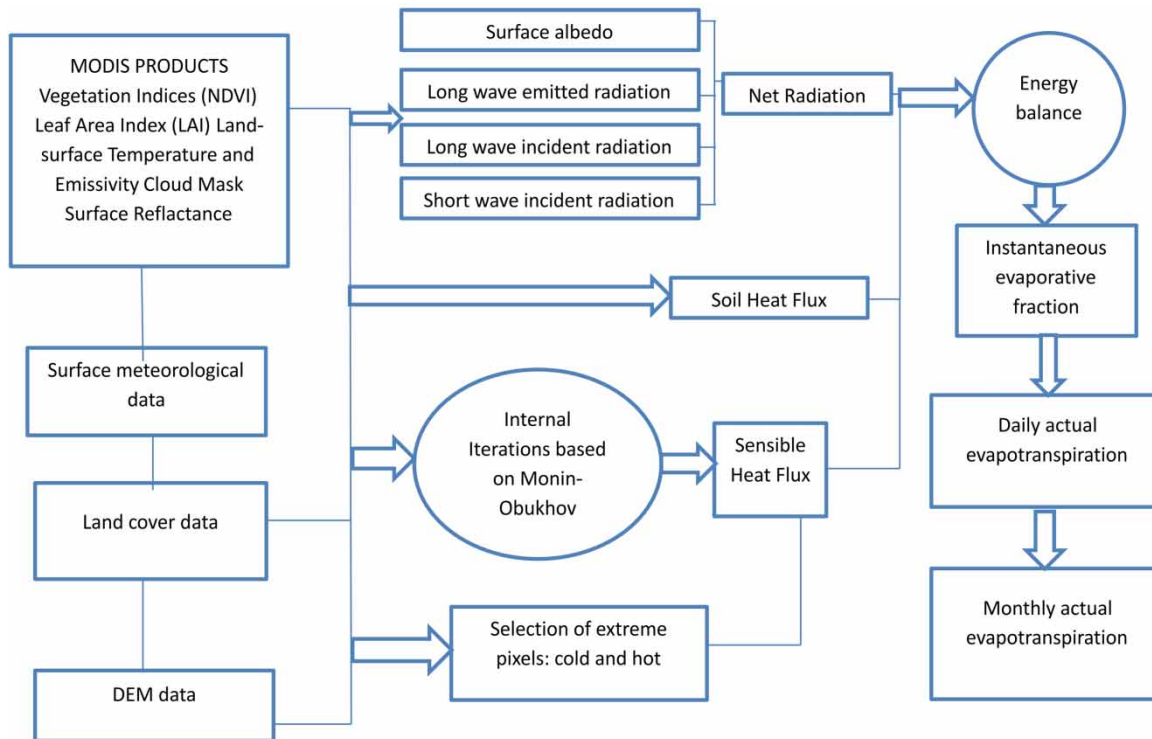 MODIS PRODUCTS
Vegetation Indices (NDVI)
Leaf Area Index (LAI) Land-
surface Temperature and
Emissivity Cloud Mask
Surface Reflactance
Surface meteorological
data
Land cover data
DEM data
Surface albedo
Long wave emitted radiation
Long wave incident radiation
Short wave incident radiation
Net Radiation
Soil Heat Flux
Internal
Iterations based
on Monin-
Obukhov
Sensible
Heat Flux
Selection of extreme
pixels: cold and hot
Energy
balance
Instantaneous
evaporative
fraction
Daily actual
evapotranspiration
Monthly actual
evapotranspiration